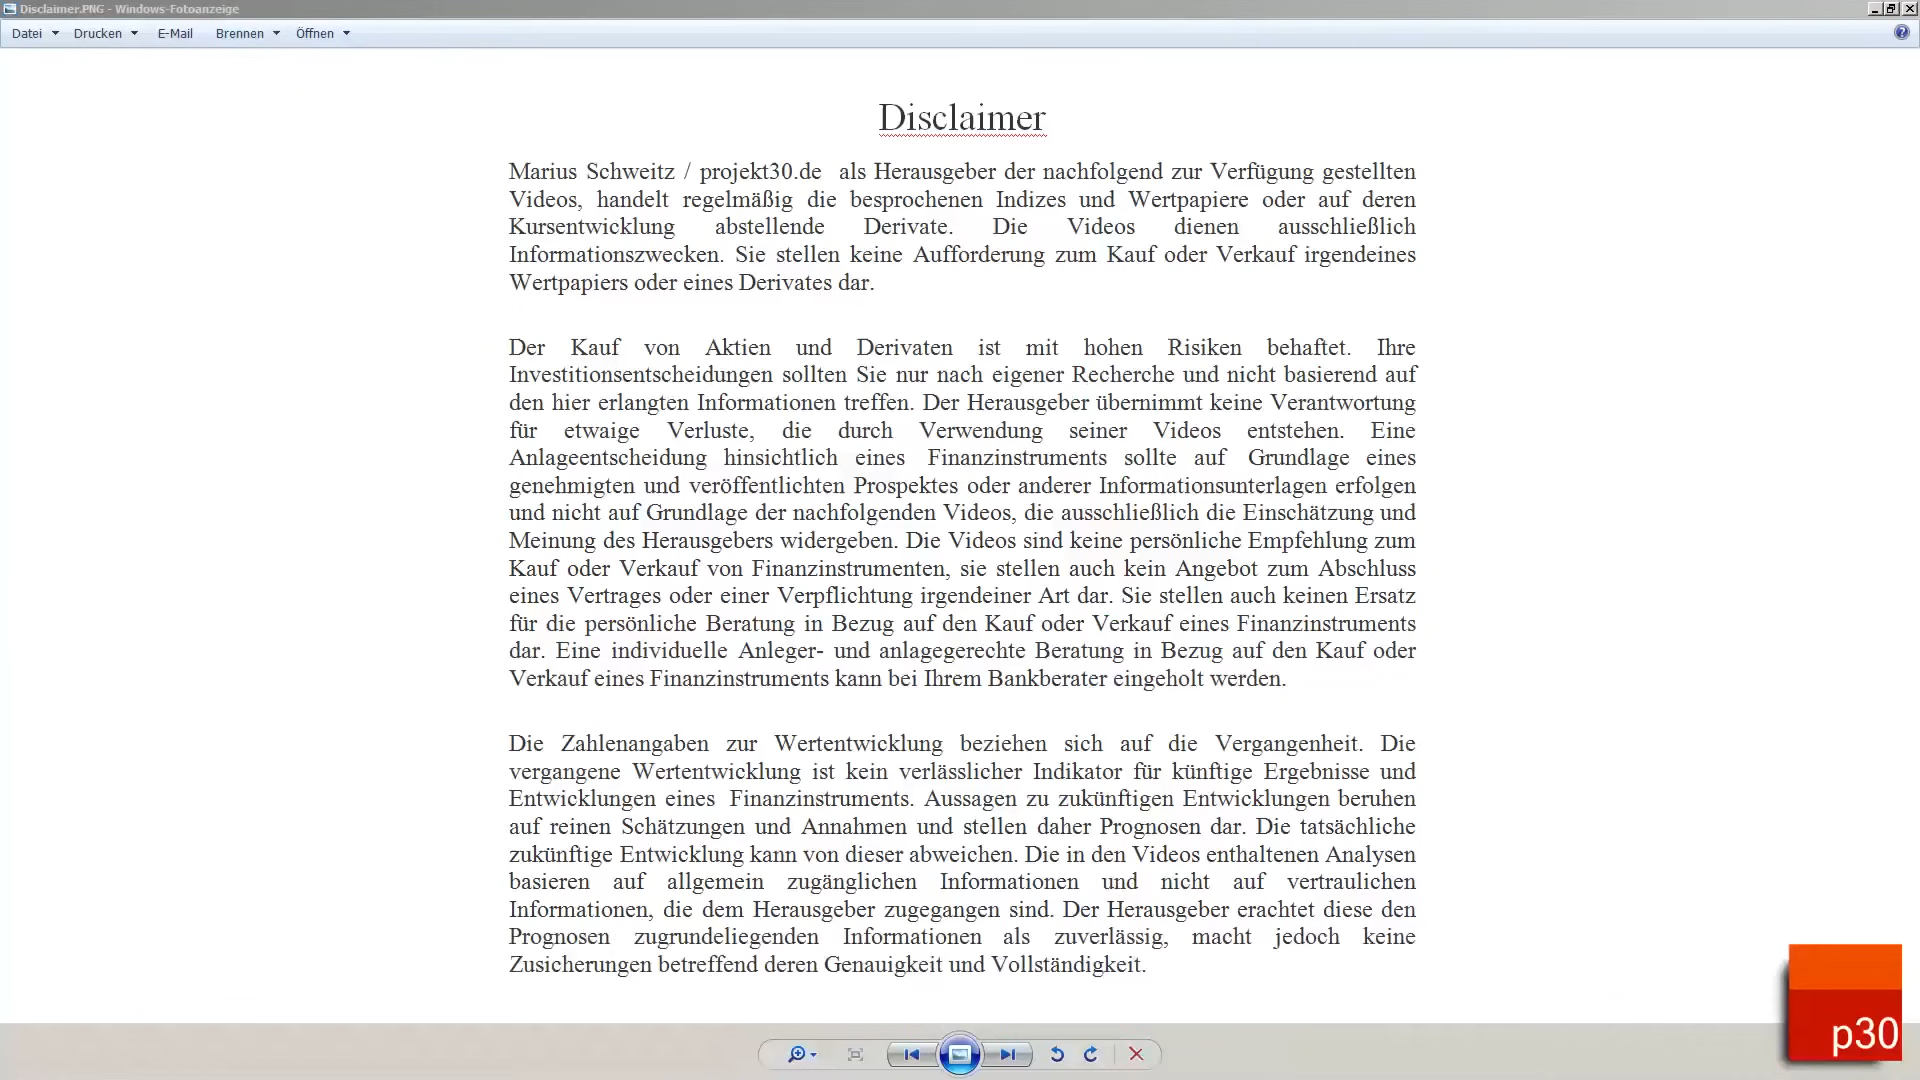 Disclaimer.PNG - Windows-Fotoanzeige
Datei Drucken E-Mail Brennen Öffnen
Disclaimer
Marius Schweitz / projekt30.de als Herausgeber der nachfolgend zur Verfügung gestellten
Videos, handelt regelmäßig die besprochenen Indizes und Wertpapiere oder auf deren
Kursentwicklung abstellende Derivate. Die Videos dienen ausschließlich
Informationszwecken. Sie stellen keine Aufforderung zum Kauf oder Verkauf irgendeines
Wertpapiers oder eines Derivates dar.
Der Kauf von Aktien und Derivaten ist mit hohen Risiken behaftet. Ihre
Investitionsentscheidungen sollten Sie nur nach eigener Recherche und nicht basierend auf
den hier erlangten Informationen treffen. Der Herausgeber übernimmt keine Verantwortung
für etwaige Verluste, die durch Verwendung seiner Videos entstehen. Eine
Anlageentscheidung hinsichtlich eines Finanzinstruments sollte auf Grundlage eines
genehmigten und veröffentlichten Prospektes oder anderer Informationsunterlagen erfolgen
und nicht auf Grundlage der nachfolgenden Videos, die ausschließlich die Einschätzung und
Meinung des Herausgebers widergeben. Die Videos sind keine persönliche Empfehlung zum
Kauf oder Verkauf von Finanzinstrumenten, sie stellen auch kein Angebot zum Abschluss
eines Vertrages oder einer Verpflichtung irgendeiner Art dar. Sie stellen auch keinen Ersatz
für die persönliche Beratung in Bezug auf den Kauf oder Verkauf eines Finanzinstruments
dar. Eine individuelle Anleger- und anlagegerechte Beratung in Bezug auf den Kauf oder
Verkauf eines Finanzinstruments kann bei Ihrem Bankberater eingeholt werden.
Die Zahlenangaben zur Wertentwicklung beziehen sich auf die Vergangenheit. Die
vergangene Wertentwicklung ist kein verlässlicher Indikator für künftige Ergebnisse und
Entwicklungen eines Finanzinstruments. Aussagen zu zukünftigen Entwicklungen beruhen
auf reinen Schätzungen und Annahmen und stellen daher Prognosen dar. Die tatsächliche
zukünftige Entwicklung kann von dieser abweichen. Die in den Videos enthaltenen Analysen
basieren auf allgemein zugänglichen Informationen und nicht auf vertraulichen
Informationen, die dem Herausgeber zugegangen sind. Der Herausgeber erachtet diese den
Prognosen zugrundeliegenden Informationen als zuverlässig, macht jedoch keine
Zusicherungen betreffend deren Genauigkeit und Vollständigkeit.
p30